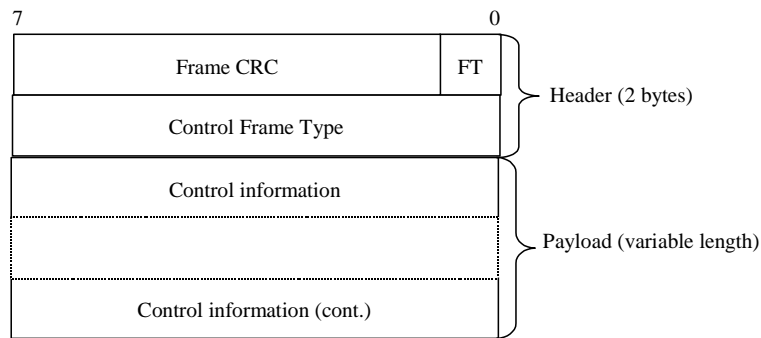 7 0
Frame CRC FT
Header (2 bytes)
Control Frame Type
Control information
Payload (variable length)
Control information (cont.)